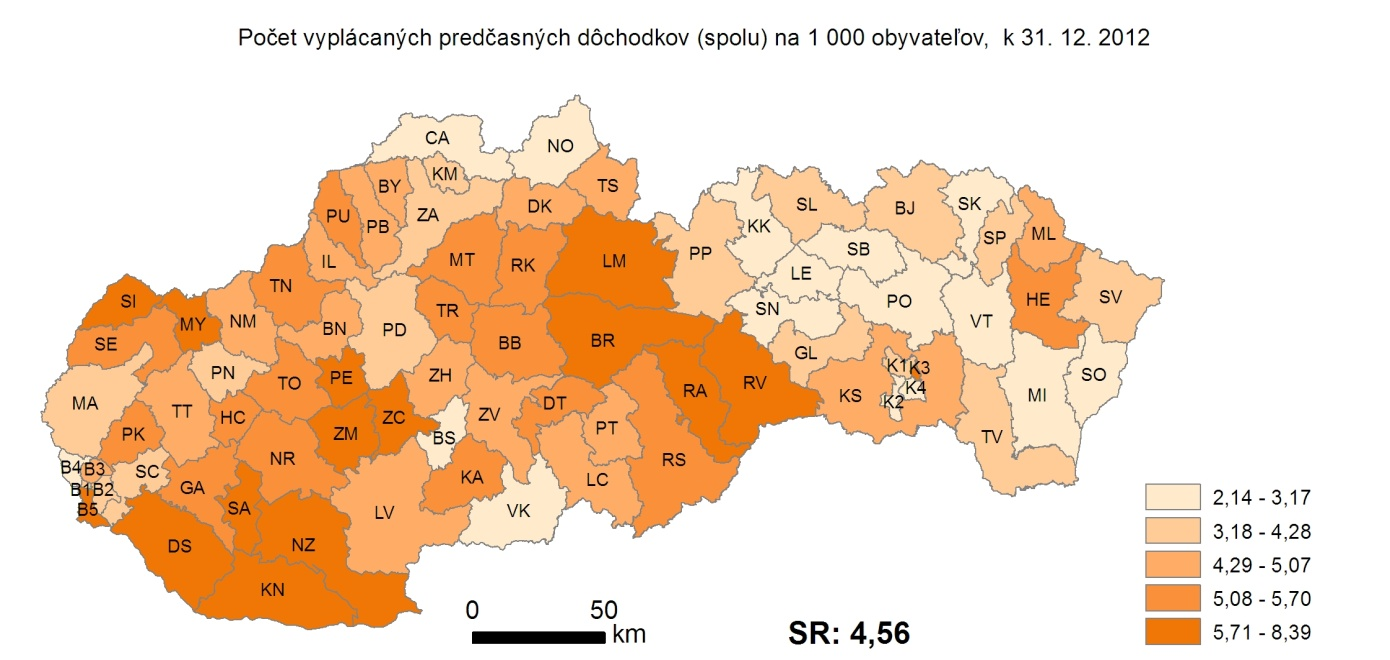 Počet vyplácaných predčasných dôchodkov (spolu) na 1 000 obyvateľov, k 31. 12. 2012
CA
NO
KM
BY
TS
PU
PB
ZA
DK
KK
SL
BJ
SK
SP
ML
IL
MT
RK
LM
PP
SB
LE
TN
SI
MY
NM
BN
PD
TR
SN
PO
VT
HE
SV
SE
BB
BR
GL
PN
TO
PE
ZH
RA
RV
K1
K3
K4
K2
KS
MI
SO
MA
TT
HC
ZC
DT
PK
ZM
BS
ZV
PT
TV
B4
B3
SC
NR
B1
B2
GA
KA
LC
RS
B5
SA
LV
VK
DS
NZ
KN
2,14 - 3,17
3,18 - 4,28
4,29 - 5,07
5,08 - 5,70
5,71 - 8,39
0 50
km
SR: 4,56